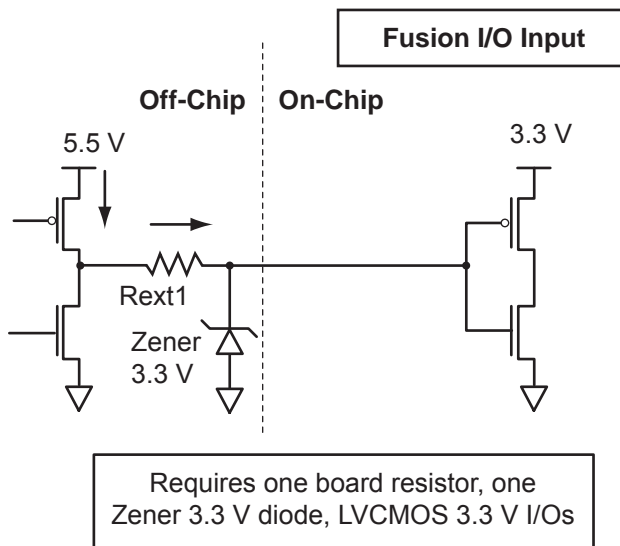 Fusion I/O Input
Off-Chip
On-Chip
5.5 V
3.3 V
Rext1
Zener
3.3 V
Requires one board resistor, one
Zener 3.3 V diode, LVCMOS 3.3 V I/Os